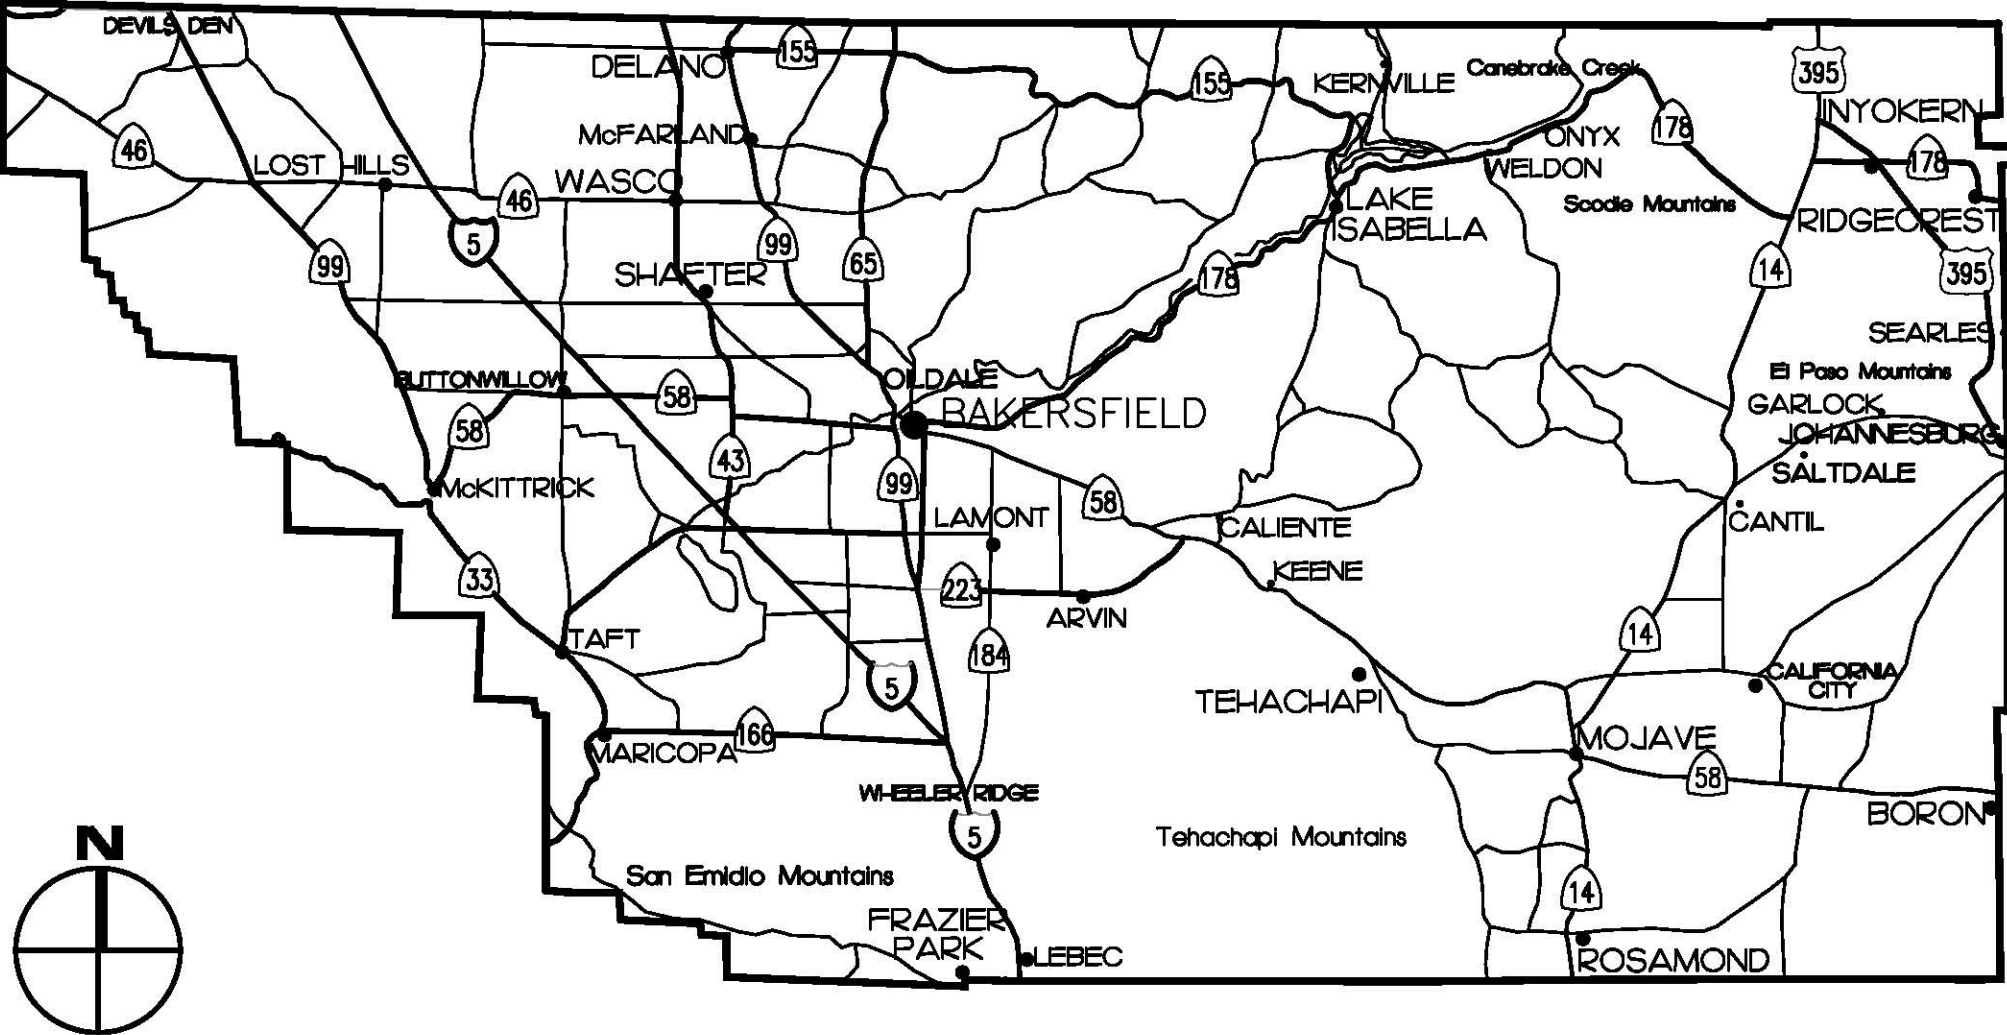 DEVILS DEN
DELANO
155
155
KERNVILLE
Canebrake Creek
395
INYOKERN
46
McFARLAND
178
ONYX
178
LOST HILLS
WASCO
46
WELDON
LAKE
ISABELLA
Scodie Mountains
RIDGECREST
5
99
99
65
SHAFTER
178
14
395
SEARLES
BUTTONWILLOW
58
OILDALE
El Paso Mountains
GARLOCK
BAKERSFIELD
58
JOHANNESBURG
43
SALTDALE
McKITTRICK
99
58
LAMONT
CALIENTE
CANTIL
33
223
KEENE
ARVIN
TAFT
184
14
5
TEHACHAPI
CALIFORNIA
CITY
166
MARICOPA
MOJAVE
58
WHEELER RIDGE
BORON
5
Tehachapi Mountains
N
San Emidio Mountains
14
FRAZIER
PARK
LEBEC
ROSAMOND